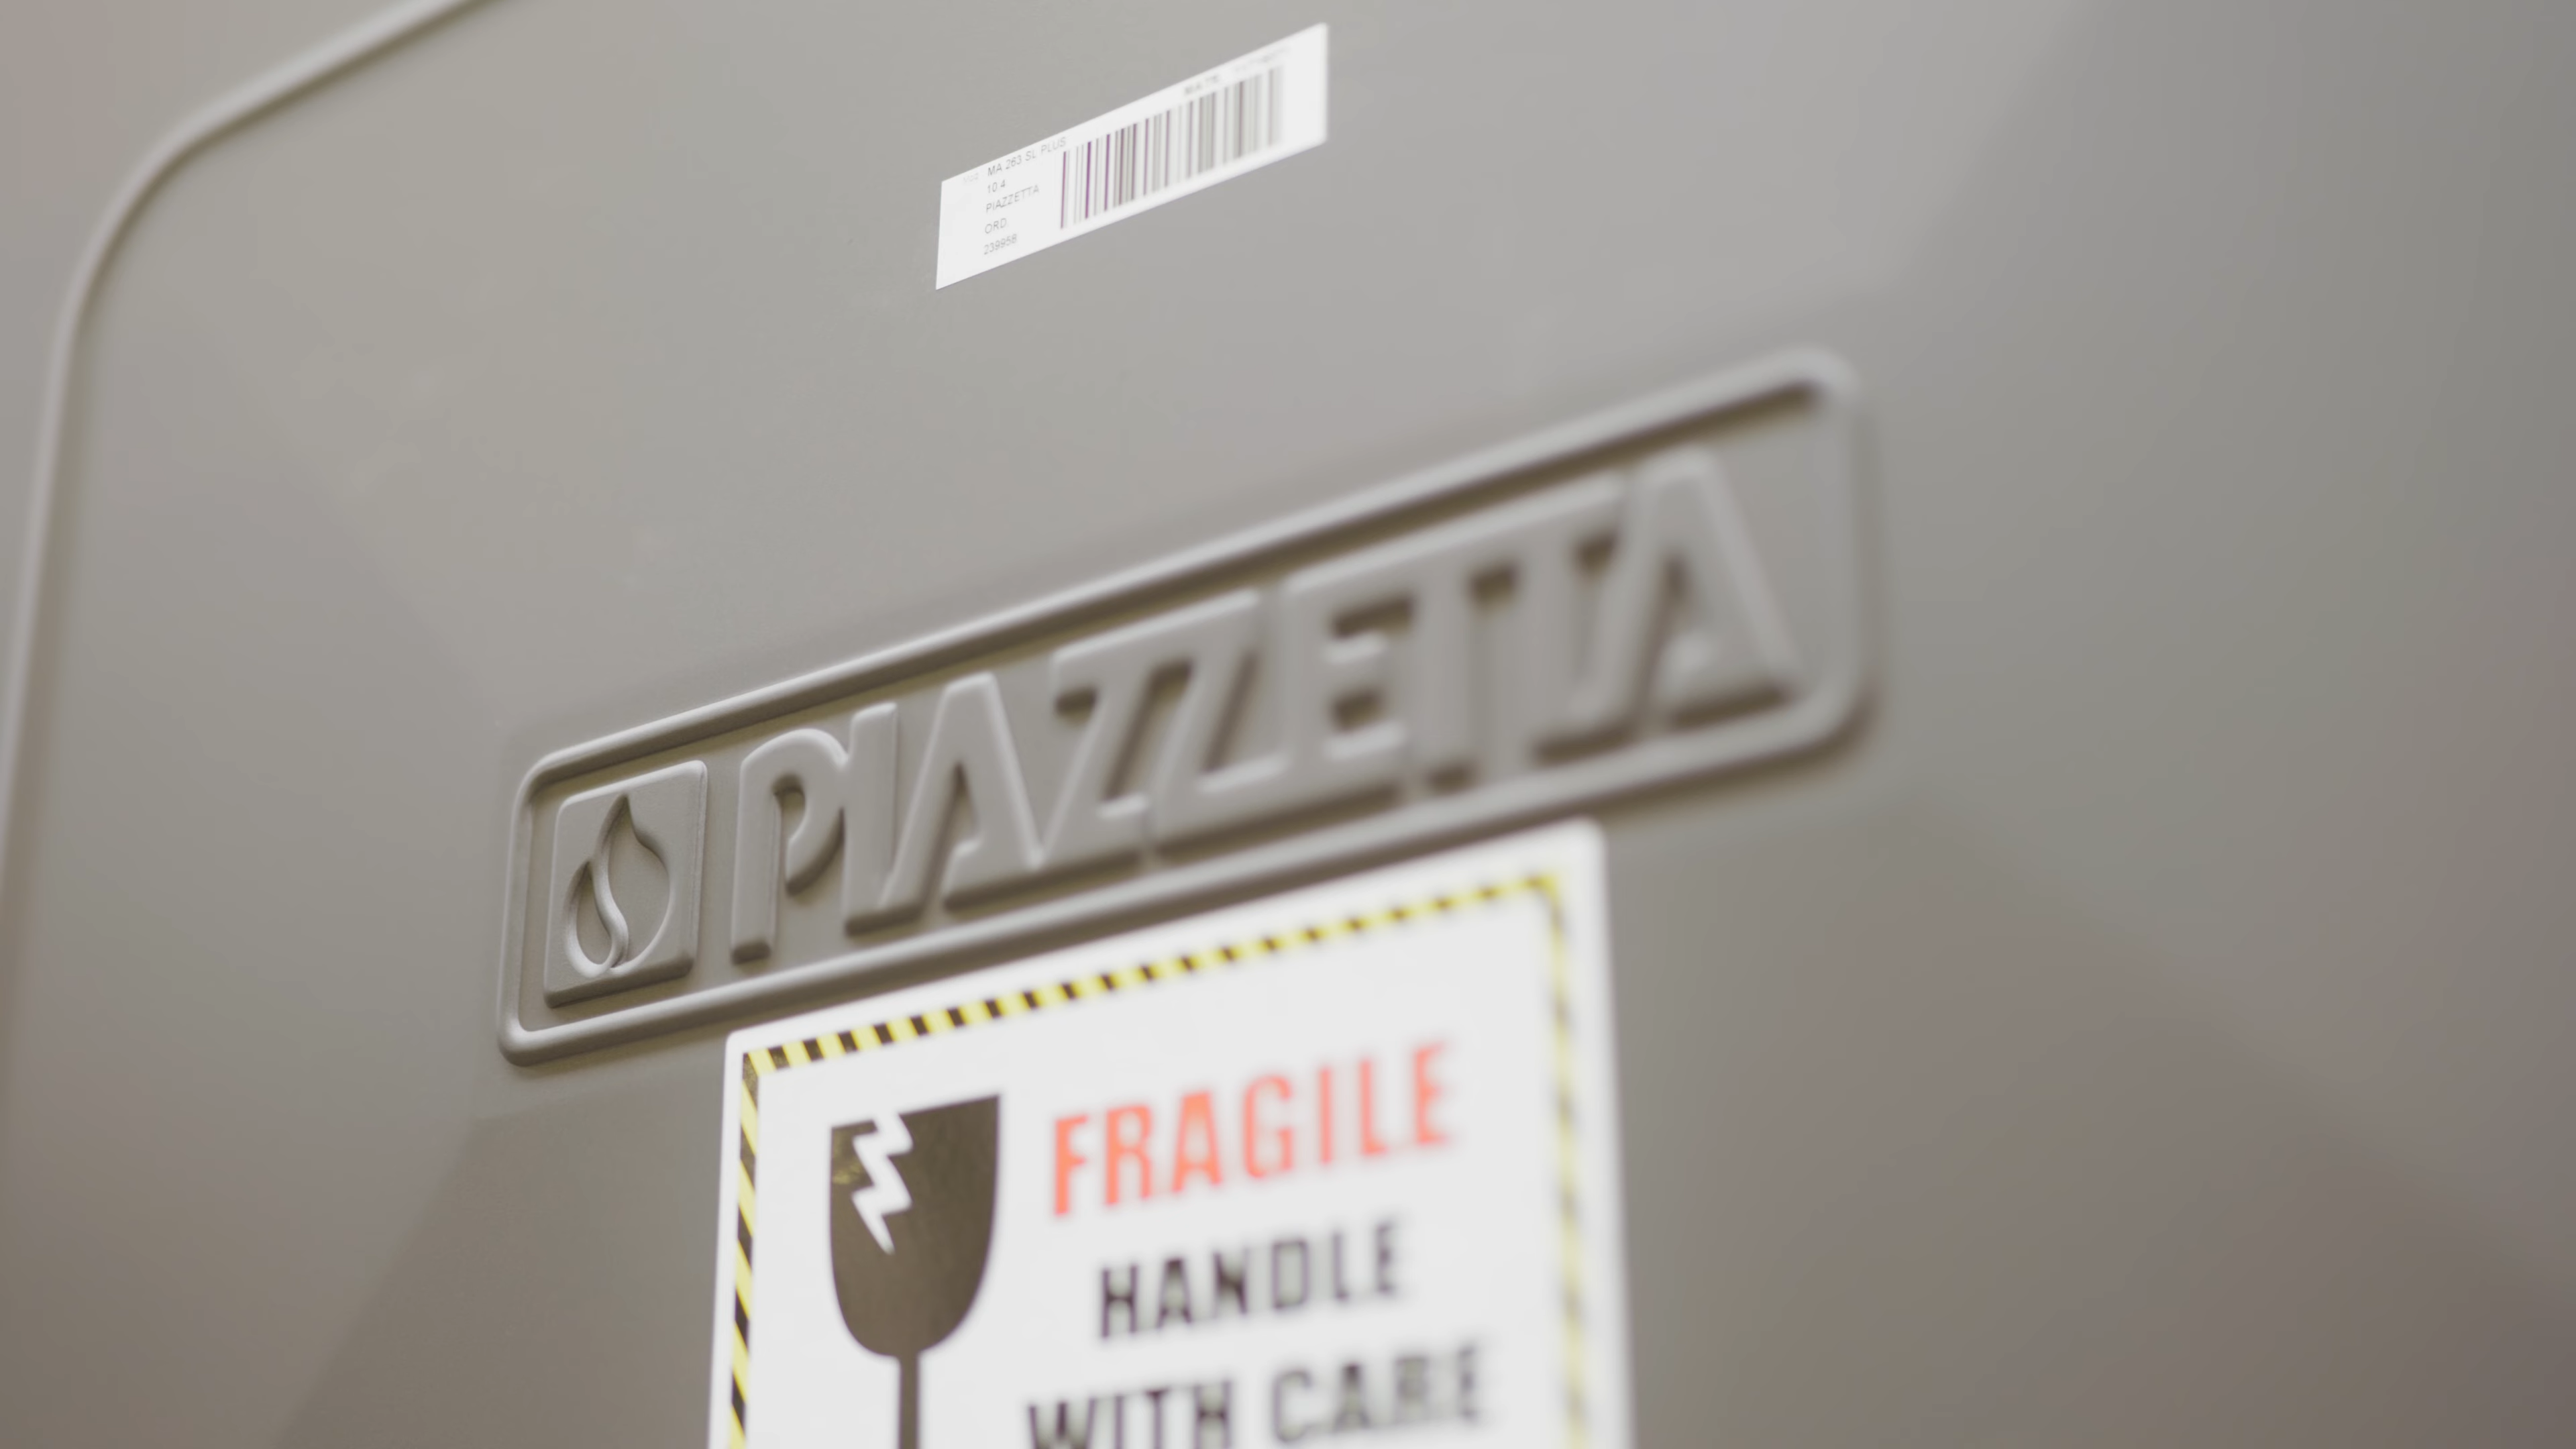 MA 263 SL PLUS
10 4
PIAZZETTA
ORD
239958
PIAZZETTA
FRAGILE
HANDLE
WITH CARE